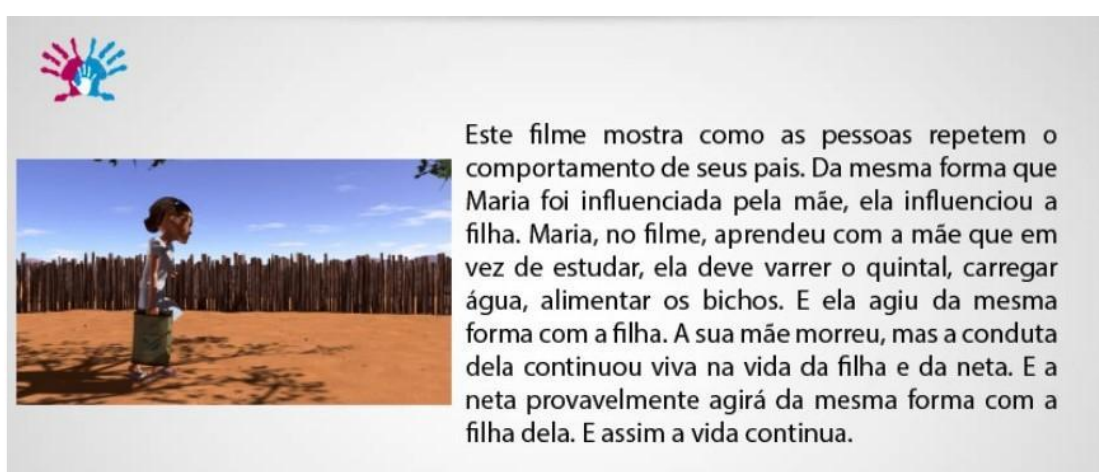 Este filme mostra como as pessoas repetem o
comportamento de seus pais. Da mesma forma que
Maria foi influenciada pela mãe, ela influenciou a
filha. Maria, no filme, aprendeu com a mãe que em
vez de estudar, ela deve varrer o quintal, carregar
água, alimentar os bichos. E ela agiu da mesma
forma com a filha. A sua mãe morreu, mas a conduta
dela continuou viva na vida da filha e da neta. E a
neta provavelmente agirá da mesma forma com a
filha dela. E assim a vida continua.